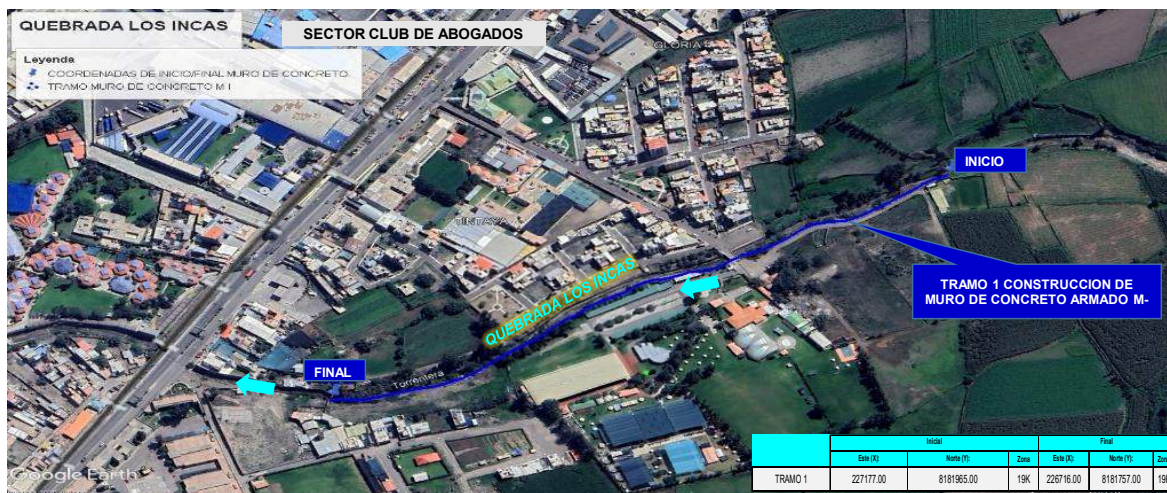 QUEBRADA LOS INCAS
SECTOR CLUB DE ABOGADOS
Leyenda
COORDENADAS DE INICIO/FINAL MURO DE CONCRETO.
TRAMO MURO DE CONCRETO M I
GLORIA
INICIO
TINTAYA
TRAMO 1 CONSTRUCCION DE
MURO DE CONCRETO ARMADO M-
QUEBRADA LOS INCAS
FINAL
Torrentera
Google Earth
Inicial Final
Este (X): Norte (Y): Zona Este (X): Norte (Y): Zon
TRAMO 1 227177.00 8181965.00 19K 226716.00 8181757.00